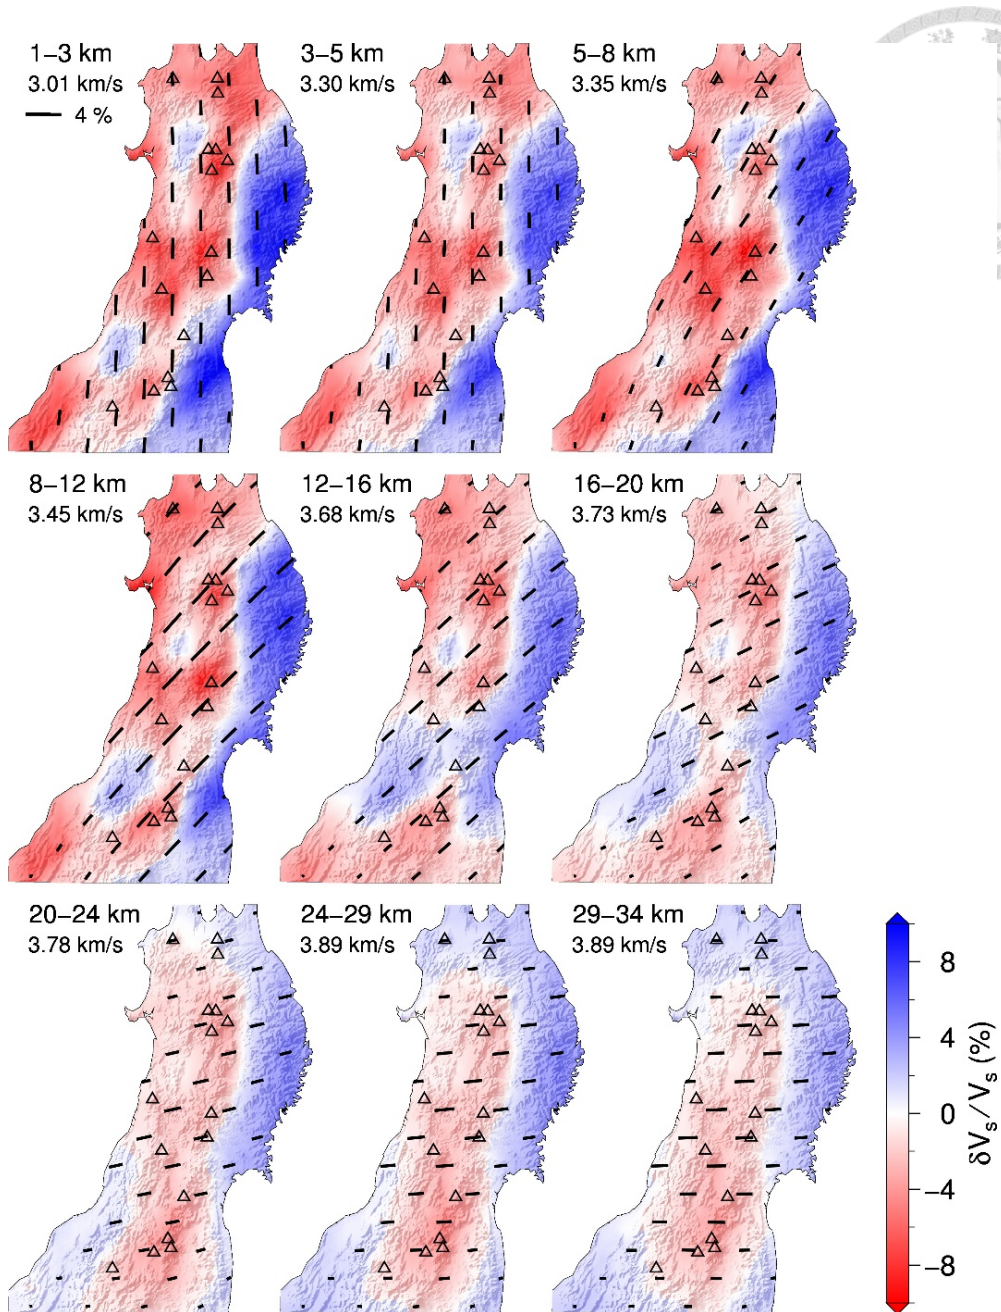 1–3 km
3.01 km/s
4 %
3–5 km
3.30 km/s
5–8 km
3.35 km/s
8–12 km
3.45 km/s
12–16 km
3.68 km/s
16–20 km
3.73 km/s
20–24 km
3.78 km/s
24–29 km
3.89 km/s
29–34 km
3.89 km/s
8
4
0
−4
−8
δVs/Vs (%)